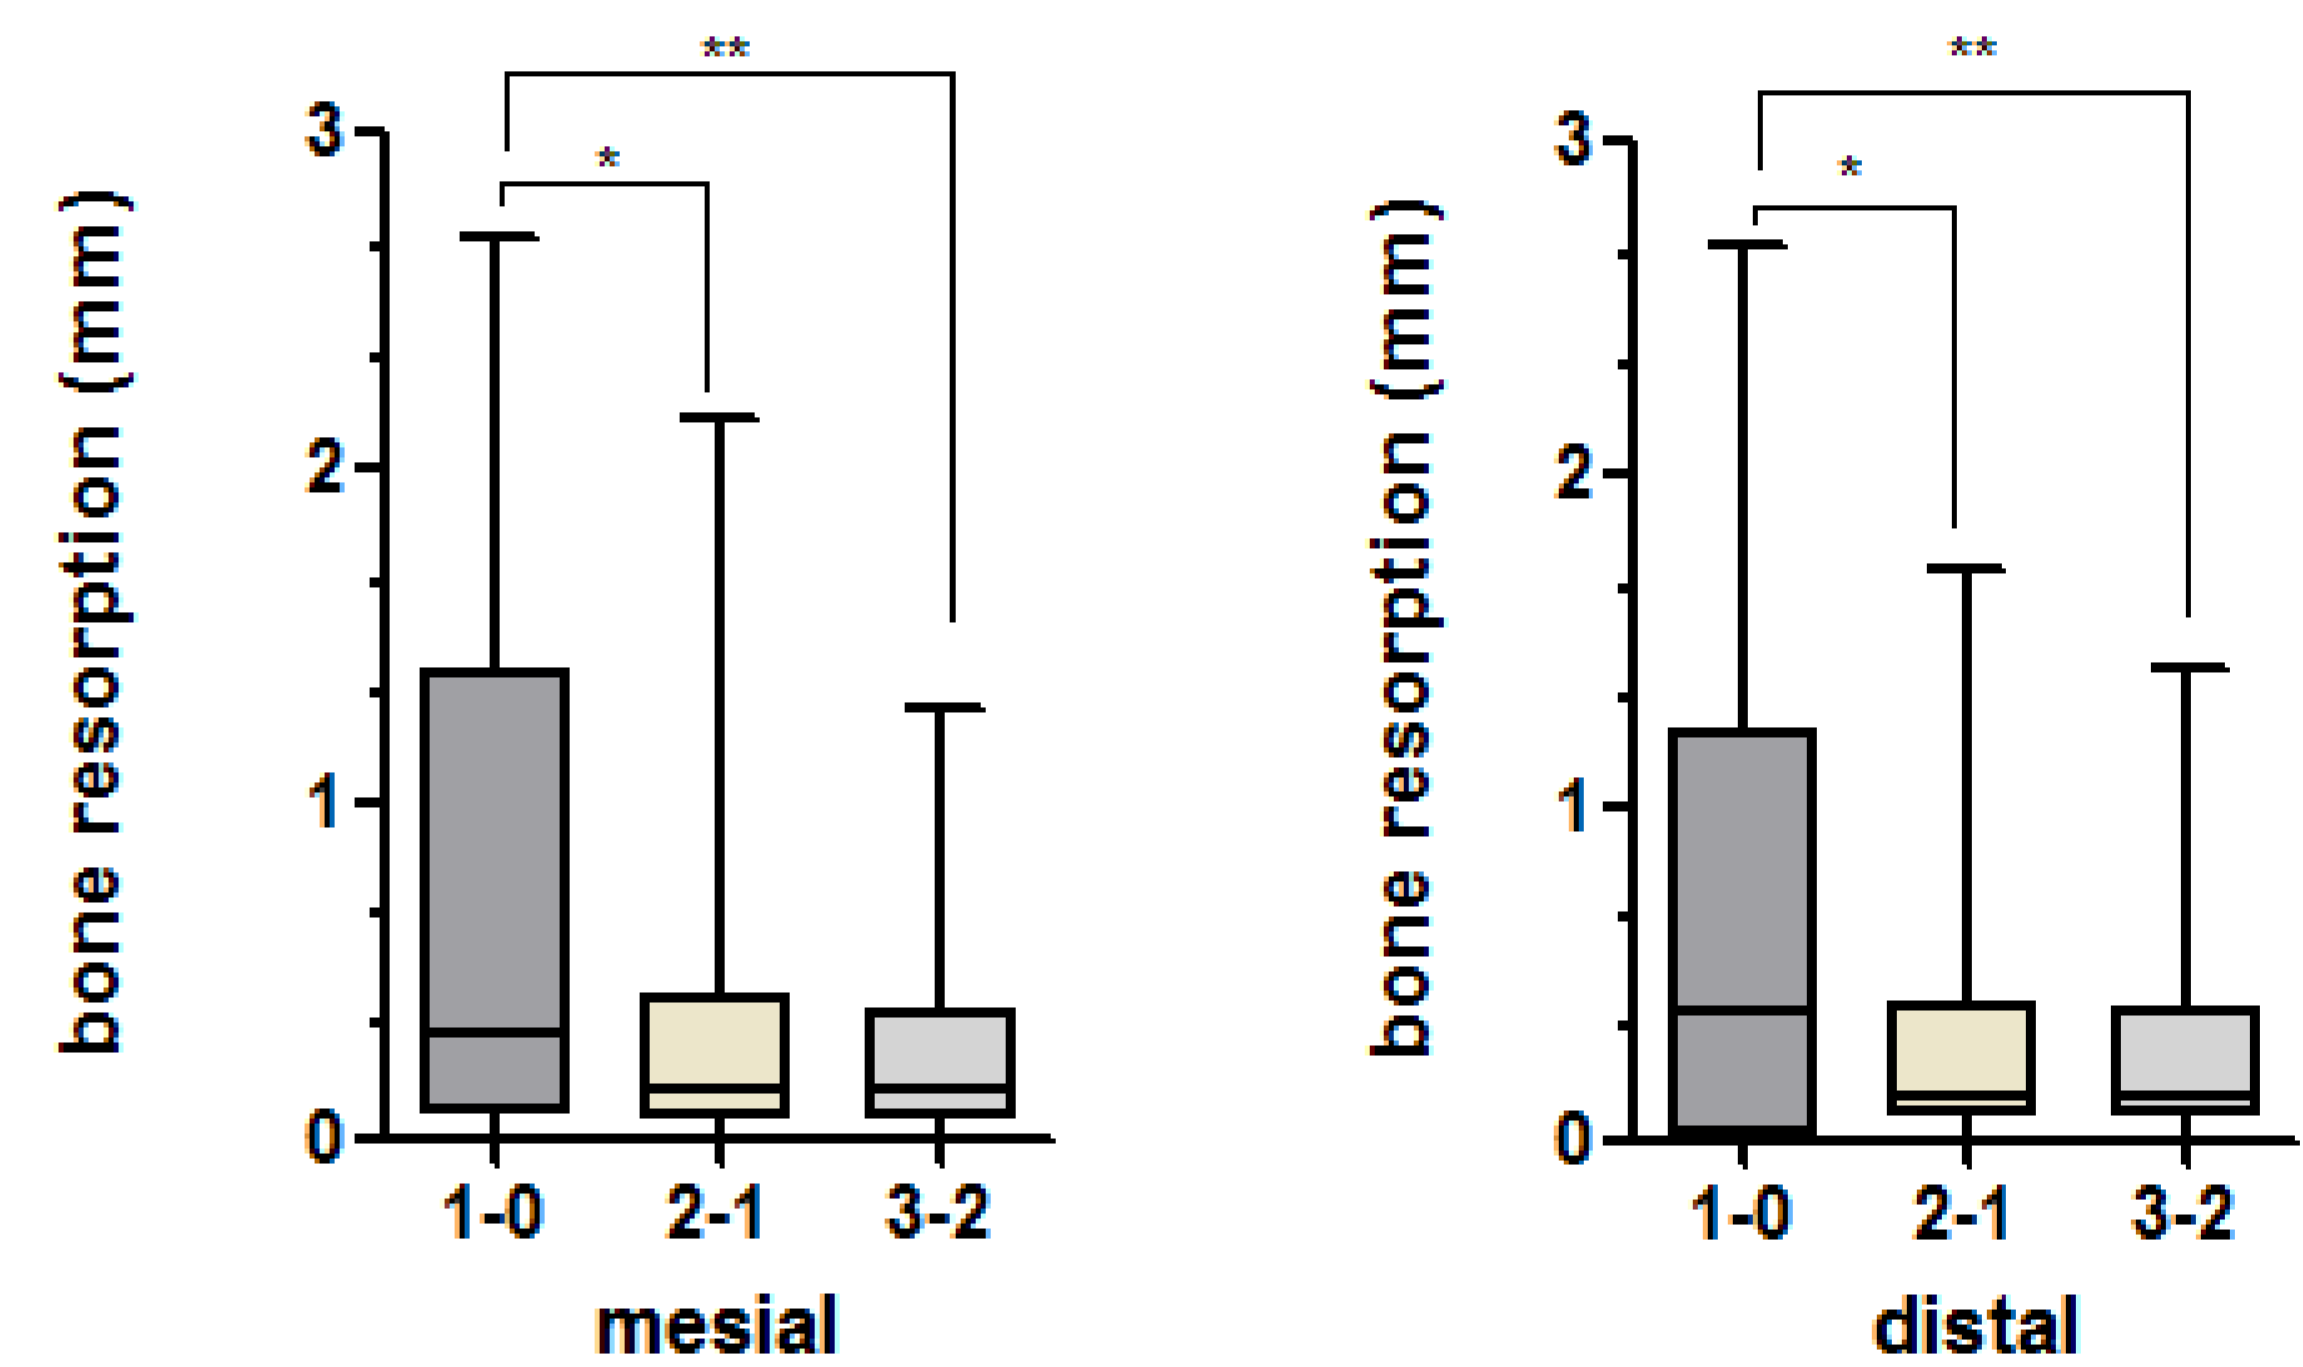 **
*
bone resorption (mm)
3
2
1
0
1-0 2-1 3-2
mesial
**
*
bone resorption (mm)
3
2
1
0
1-0 2-1 3-2
distal